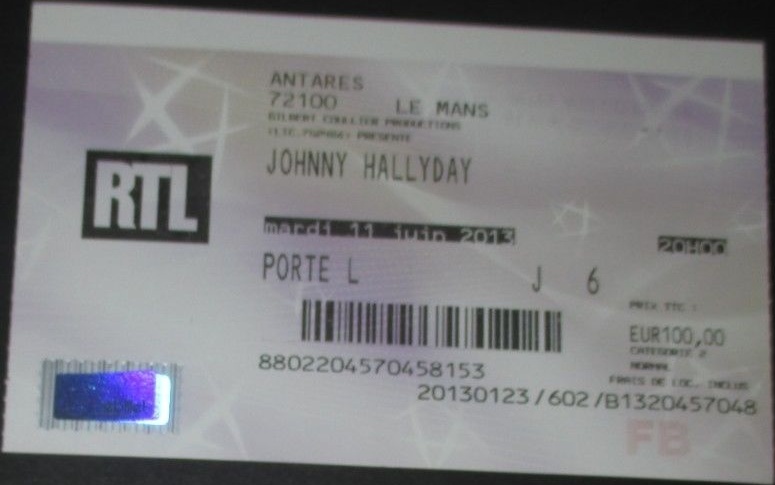 ANTARES
72100 LE MANS
GILBERT COULLIER PRODUCTIONS
PRESENTE
RTL
JOHNNY HALLYDAY
mardi 11 juin 2013 20H00
PORTE L J 6
PRIX TTC :
EUR100,00
CATEGORIE 2
NORMAL
8802204570458153
FRAIS DE LOC. INCLUS
20130123/602/B1320457048
FB